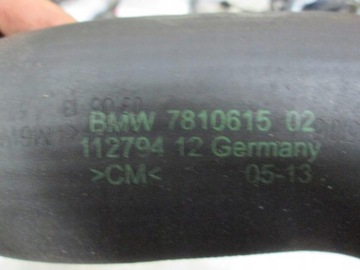 BMW 7810615 02
112794 12 Germany
>CM< 05-13